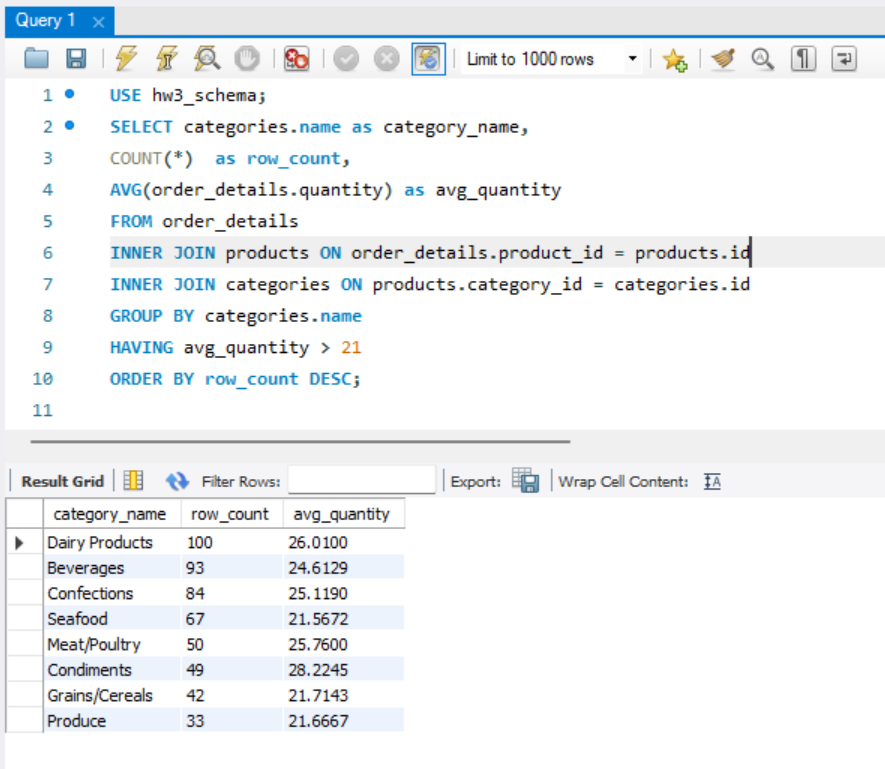 Query 1
Limit to 1000 rows
1 USE hw3_schema;
2 SELECT categories.name as category_name,
3 COUNT(*)  as row_count,
4 AVG(order_details.quantity) as avg_quantity
5 FROM order_details
6 INNER JOIN products ON order_details.product_id = products.id
7 INNER JOIN categories ON products.category_id = categories.id
8 GROUP BY categories.name
9 HAVING avg_quantity > 21
10 ORDER BY row_count DESC;
11
Result Grid Filter Rows: Export: Wrap Cell Content:
category_name row_count avg_quantity
Dairy Products 100 26.0100
Beverages 93 24.6129
Confections 84 25.1190
Seafood 67 21.5672
Meat/Poultry 50 25.7600
Condiments 49 28.2245
Grains/Cereals 42 21.7143
Produce 33 21.6667